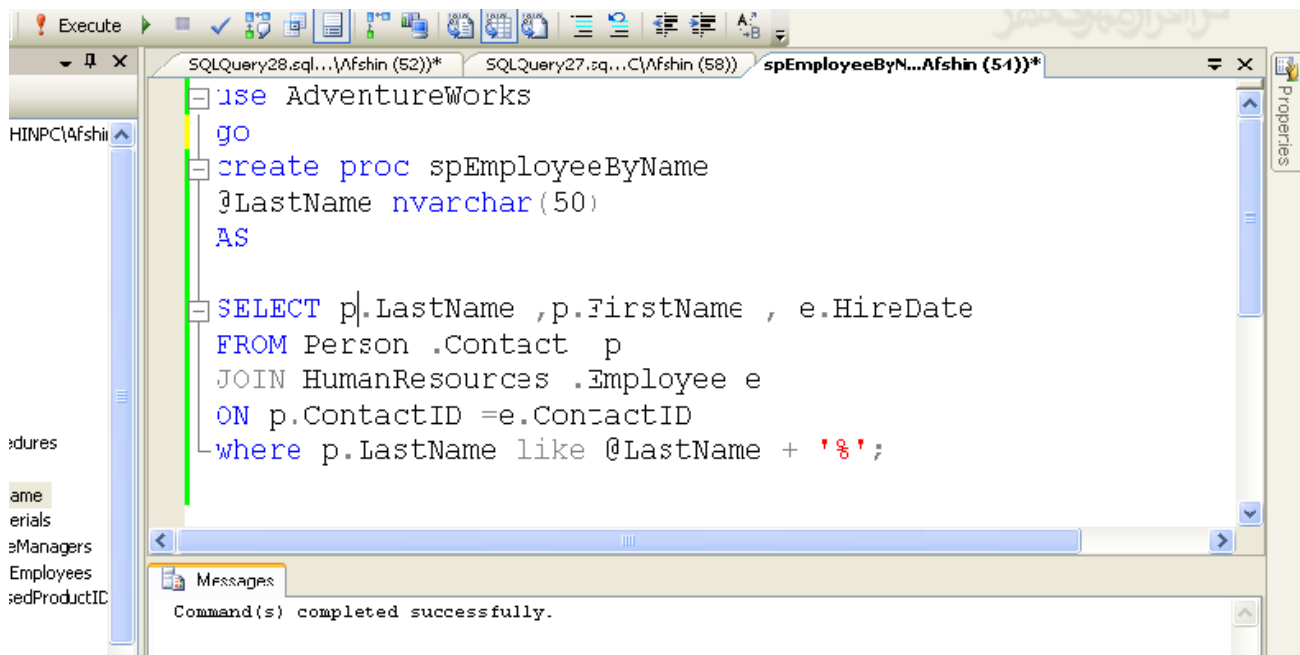 Execute
SQLQuery28.sql...\Afshin (52))*
SQLQuery27.sq...C\Afshin (58))
spEmployeeByN...Afshin (54))*
Properties
HINPC\Afshi
edures
ame
erials
eManagers
Employees
sedProductID
use AdventureWorks
go
create proc spEmployeeByName
@LastName nvarchar(50)
AS
SELECT p.LastName ,p.FirstName , e.HireDate
FROM Person .Contact p
JOIN HumanResources .Employee e
ON p.ContactID =e.ContactID
where p.LastName like @LastName + '%';
Messages
Command(s) completed successfully.